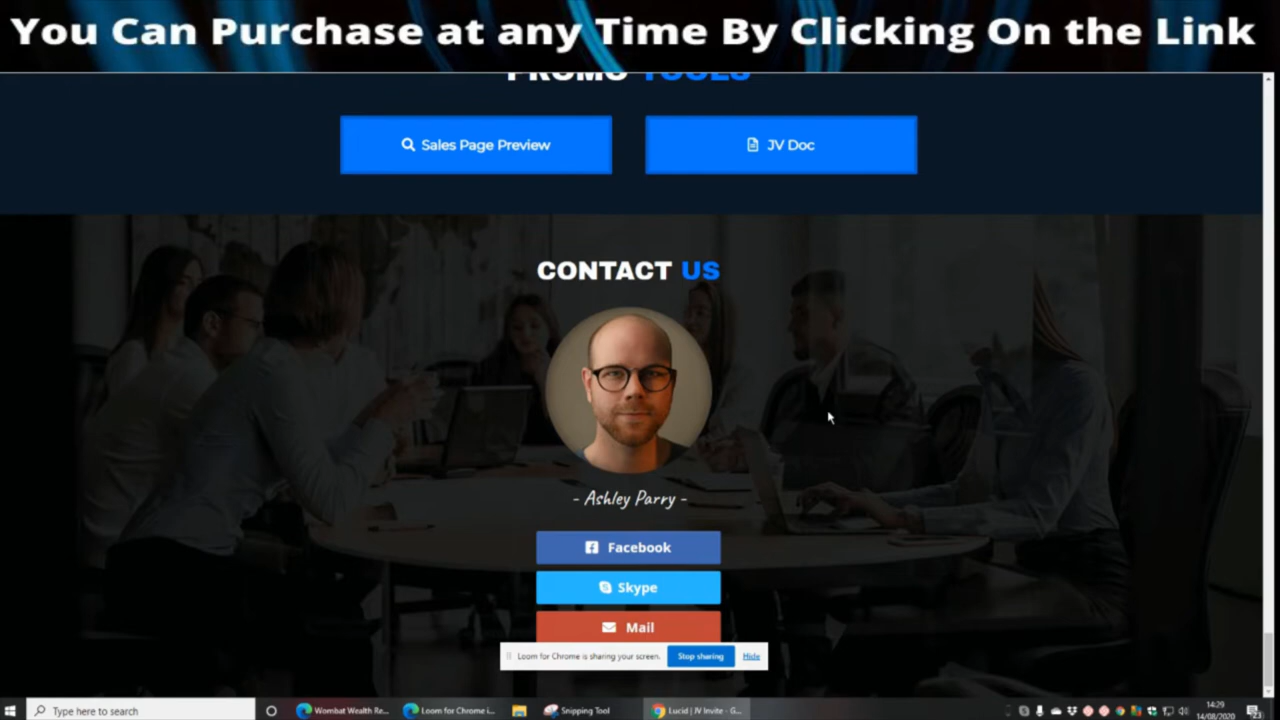 You Can Purchase at any Time By Clicking On the Link
PROMO TOOLS
Sales Page Preview
JV Doc
CONTACT US
- Ashley Parry -
Facebook
Skype
Mail
Loom for Chrome is sharing your screen.
Stop sharing
Hide
Type here to search
Wombat Wealth Re...
Loom for Chrome i...
Snipping Tool
Lucid | JV Invite - G...
14:29
14/08/2020